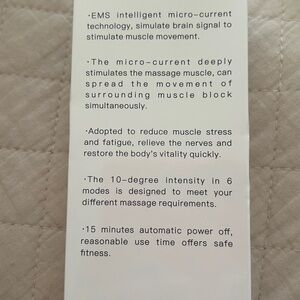 ·EMS intelligent micro-current
technology, simulate brain signal to
stimulate muscle movement.
·The micro-current deeply
stimulates the massage muscle, can
spread the movement of
surrounding muscle block
simultaneously.
·Adopted to reduce muscle stress
and fatigue, relieve the nerves and
restore the body's vitality quickly.
·The 10-degree intensity in 6
modes is designed to meet your
different massage requirements.
·15 minutes automatic power off,
reasonable use time offers safe
fitness.